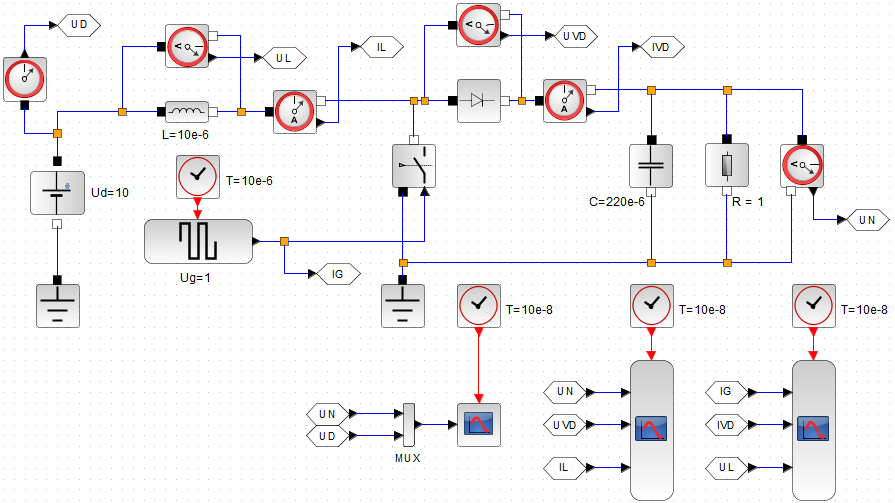 UD
UL
IL
UVD
IVD
V
V
A
A
L=10e-6
Ud=10
T=10e-6
C=220e-6
R = 1
V
UN
Ug=1
IG
T=10e-8
T=10e-8
T=10e-8
UN
UD
MUX
UN
UVD
IL
IG
IVD
UL